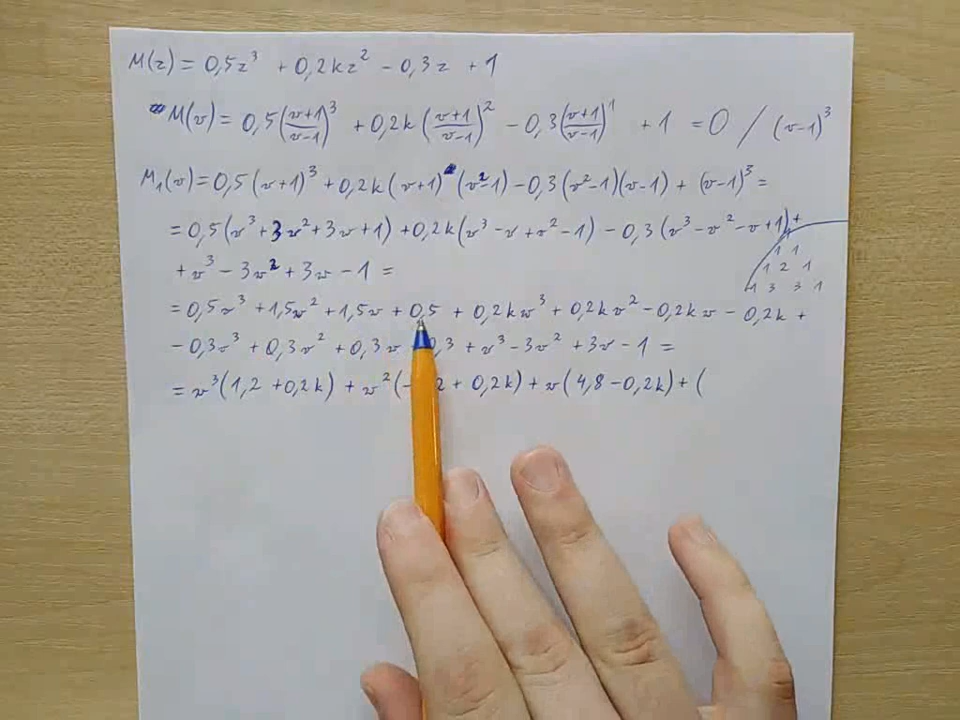 M(z) = 0,5z³ + 0,2kz² - 0,3z + 1
M(v) = 0,5((v+1)/(v-1))³ + 0,2k((v+1)/(v-1))² - 0,3((v+1)/(v-1))¹ + 1 = 0 / (v-1)³
M₁(v) = 0,5(v+1)³ + 0,2k(v+1)(v²-1) - 0,3(v²-1)(v-1) + (v-1)³ =
= 0,5(v³ + 3v² + 3v + 1) + 0,2k(v³ - v + v² - 1) - 0,3(v³ - v² - v + 1) +
1
1 1
+ v³ - 3v² + 3v - 1 =
1 2 1
1 3 3 1
= 0,5v³ + 1,5v² + 1,5v + 0,5 + 0,2kv³ + 0,2kv² - 0,2kv - 0,2k +
- 0,3v³ + 0,3v² + 0,3v 0,3 + v³ - 3v² + 3v - 1 =
= v³(1,2 + 0,2k) + v²(- 2 + 0,2k) + v(4,8 - 0,2k) + (